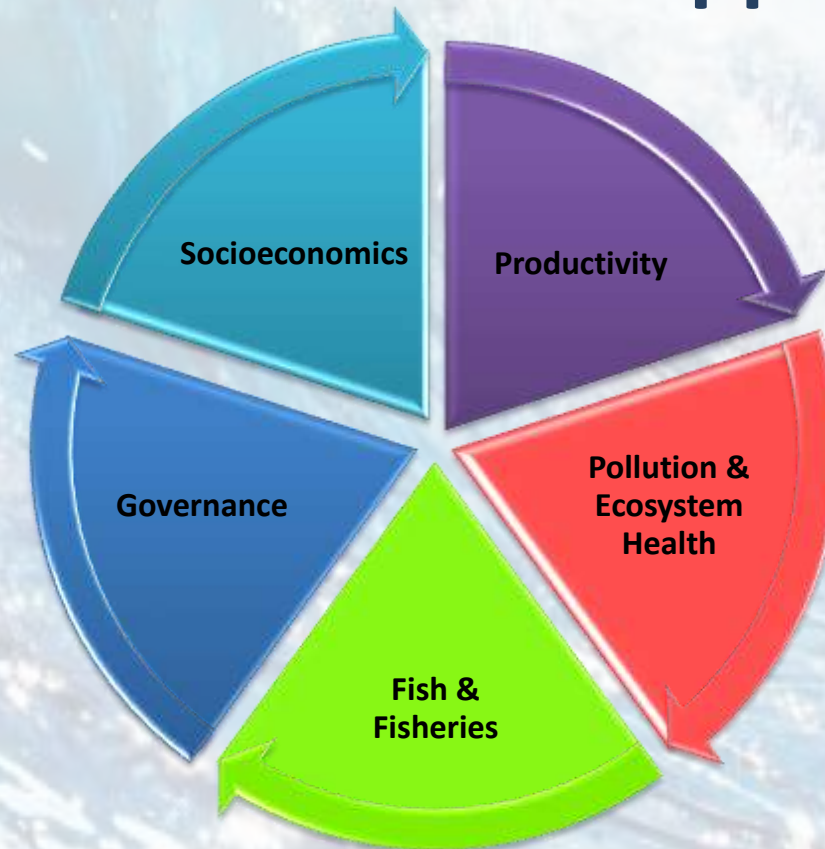 Socioeconomics
Productivity
Pollution &
Ecosystem
Health
Fish &
Fisheries
Governance